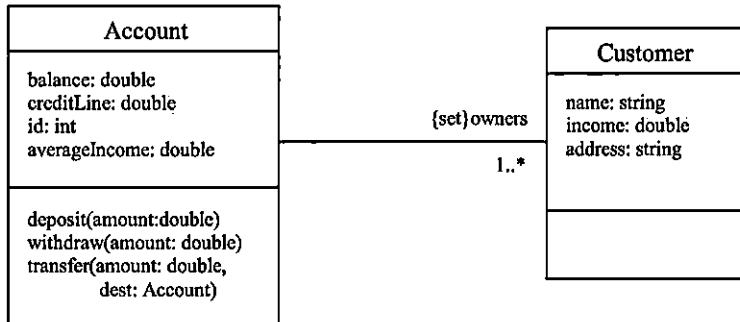 Account
balance: double
creditLine: double
id: int
averageIncome: double
deposit(amount:double)
withdraw(amount: double)
transfer(amount: double,
dest: Account)
{set}owners
1..*
Customer
name: string
income: double
address: string